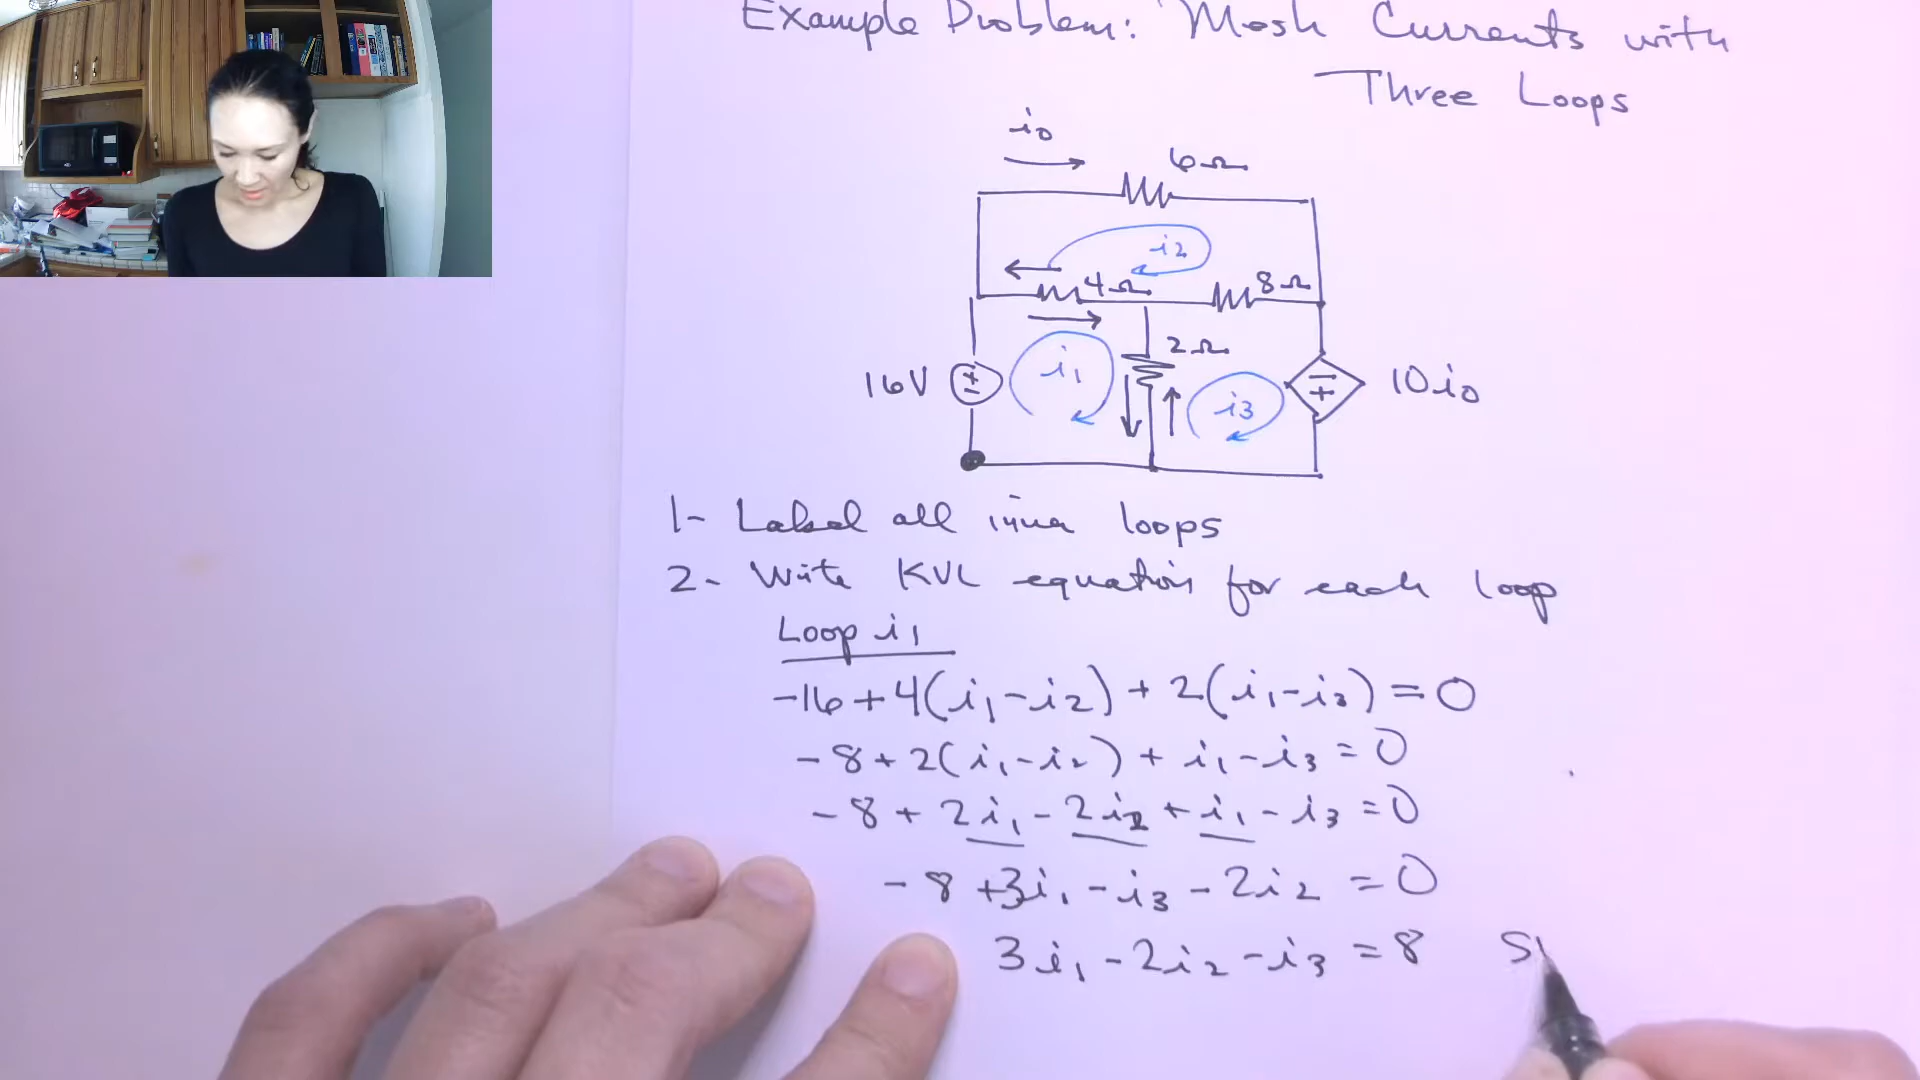 Example Problem: Mesh Currents with
Three Loops
i0
6Ω
i2
4Ω
8Ω
2Ω
16V
+
-
i1
i3
-
+
10i0
1- Label all inner loops
2- Write KVL equation for each loop
Loop i1
-16+4(i1-i2)+2(i1-i3)=0
-8+2(i1-i2)+i1-i3=0
-8+2i1-2i2+i1-i3=0
-8+3i1-i3-2i2=0
3i1-2i2-i3=8